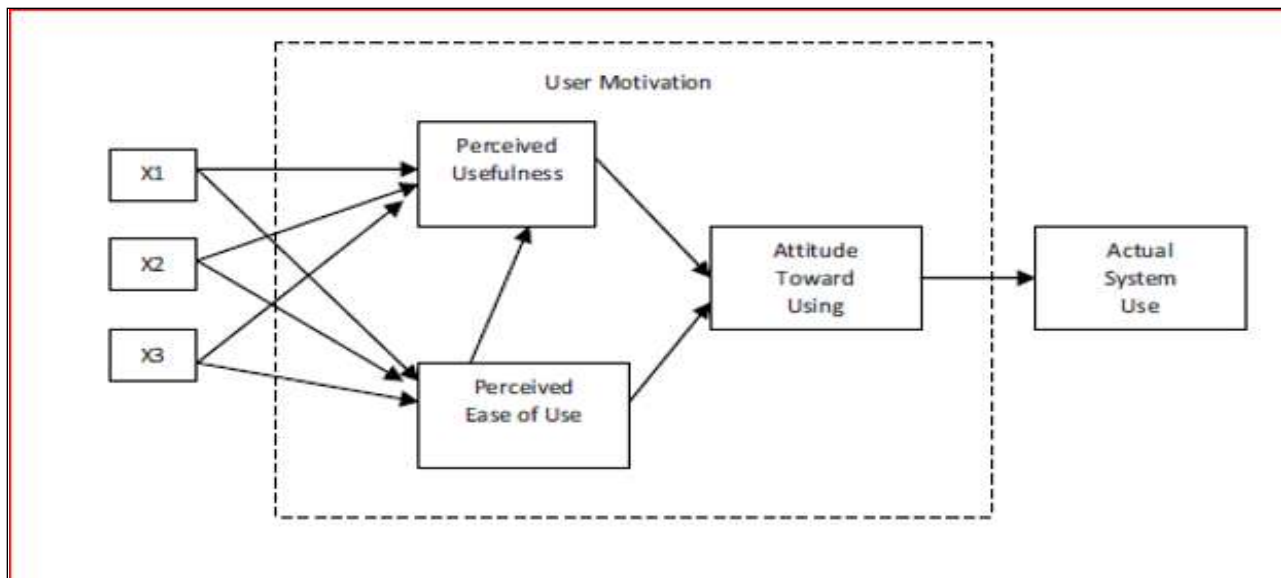 User Motivation
X1
X2
X3
Perceived
Usefulness
Perceived
Ease of Use
Attitude
Toward
Using
Actual
System
Use